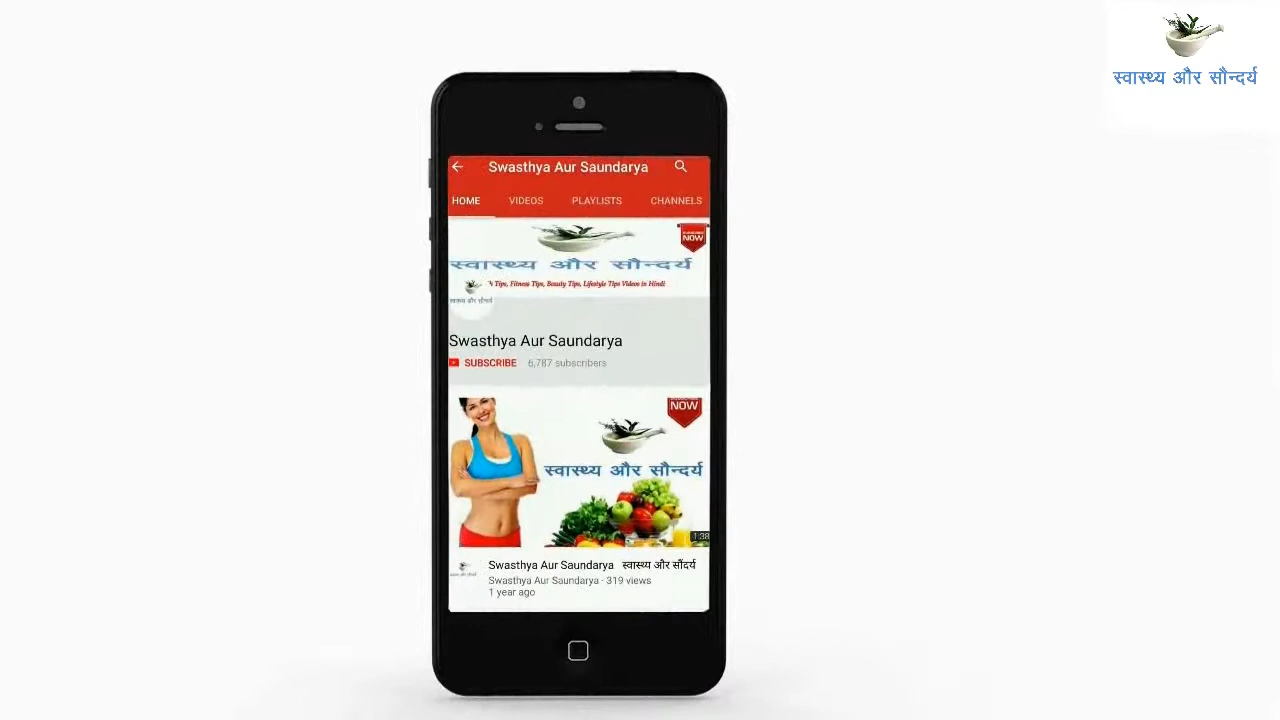 स्वास्थ्य और सौन्दर्य
Swasthya Aur Saundarya
HOME VIDEOS PLAYLISTS CHANNELS
NOW
स्वास्थ्य और सौन्दर्य
Tips, Fitness Tips, Beauty Tips, Lifestyle Tips Videos in Hindi
स्वास्थ्य और सौन्दर्य
Swasthya Aur Saundarya
SUBSCRIBE 6,787 subscribers
NOW
स्वास्थ्य और सौन्दर्य
1:38
Swasthya Aur Saundarya स्वास्थ्य और सौंदर्य
Swasthya Aur Saundarya · 319 views
1 year ago